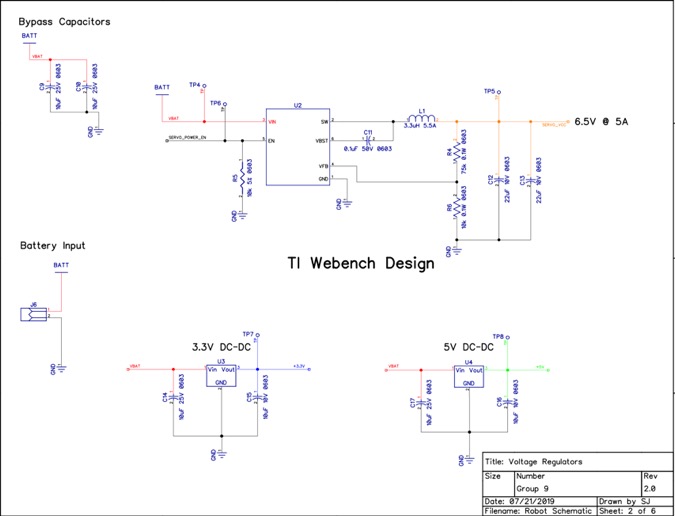 Bypass Capacitors
BATT
VBAT
C9
10uF 25V 0603
C10
10uF 25V 0603
GND
BATT
TP4
TP6
VBAT
SERVO_POWER_EN
R5
10k 5% 0603
GND
U2
VIN
EN
SW
VBST
VFB
GND
GND
C11
0.1uF 50V 0603
L1
3.3uH 5.5A
R4
75k 0.1W 0603
R6
10k 0.1W 0603
GND
TP5
C12
22uF 10V 0603
C13
22uF 10V 0603
SERVO_VCC
6.5V @ 5A
Battery Input
BATT
J6
1
2
GND
TI Webench Design
3.3V DC-DC
VBAT
U3
Vin Vout
GND
TP7
+3.3V
C14
10uF 25V 0603
C15
10uF 10V 0603
GND
5V DC-DC
VBAT
U4
Vin Vout
GND
TP8
+5V
C17
10uF 25V 0603
C16
10uF 10V 0603
GND
Title: Voltage Regulators
Size Number Rev
Group 9 2.0
Date: 07/21/2019 Drawn by SJ
Filename: Robot Schematic Sheet: 2 of 6